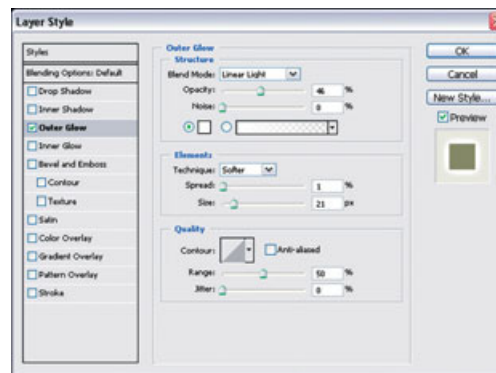 Layer Style
Styles
Blending Options: Default
Drop Shadow
Inner Shadow
Outer Glow
Inner Glow
Bevel and Emboss
Contour
Texture
Satin
Color Overlay
Gradient Overlay
Pattern Overlay
Stroke
Outer Glow
Structure
Blend Mode: Linear Light
Opacity: 46 %
Noise: 0 %
Elements
Technique: Softer
Spread: 1 %
Size: 21 px
Quality
Contour: Anti-aliased
Range: 50 %
Jitter: 0 %
OK
Cancel
New Style...
Preview